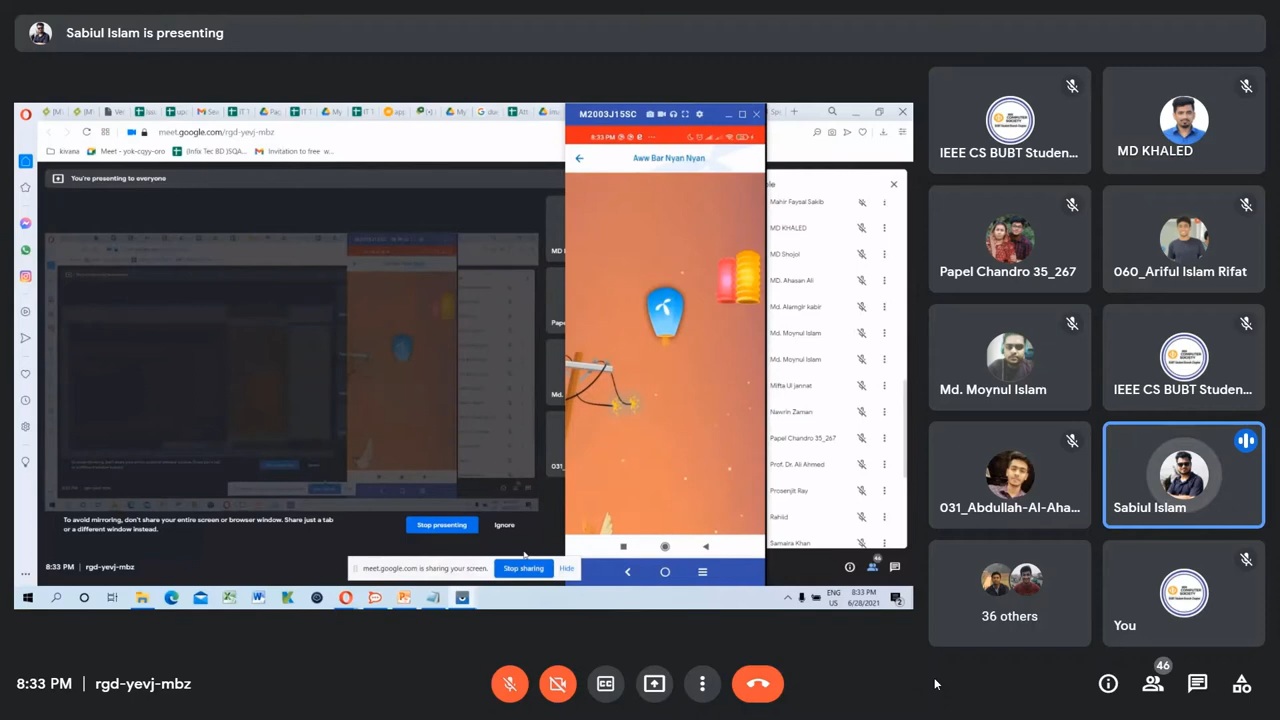 Sabiul Islam is presenting
meet.google.com/rgd-yevj-mbz
kivana
Meet - yok-cqyy-oro
(Infix Tec BD )SQA...
Invitation to free w...
You're presenting to everyone
M2003J15SC
8:33 PM
Aww Bar Nyan Nyan
Mahir Faysal Sakib
MD KHALED
MD Shojol
MD. Ahasan Ali
Md. Alamgir kabir
Md. Moynul Islam
Md. Moynul Islam
Mifta Ul jannat
Nawrin Zaman
Papel Chandro 35_267
Prof. Dr. Ali Ahmed
Prosenjit Ray
Rahiid
Samaira Khan
To avoid mirroring, don't share your entire screen or browser window. Share just a tab
or a different window instead.
Stop presenting
Ignore
meet.google.com is sharing your screen.
Stop sharing
Hide
8:33 PM
rgd-yevj-mbz
46
ENG
US
8:33 PM
6/28/2021
IEEE CS BUBT Studen...
MD KHALED
Papel Chandro 35_267
060_Ariful Islam Rifat
Md. Moynul Islam
IEEE CS BUBT Studen...
031_Abdullah-Al-Aha...
Sabiul Islam
36 others
You
8:33 PM
rgd-yevj-mbz
46